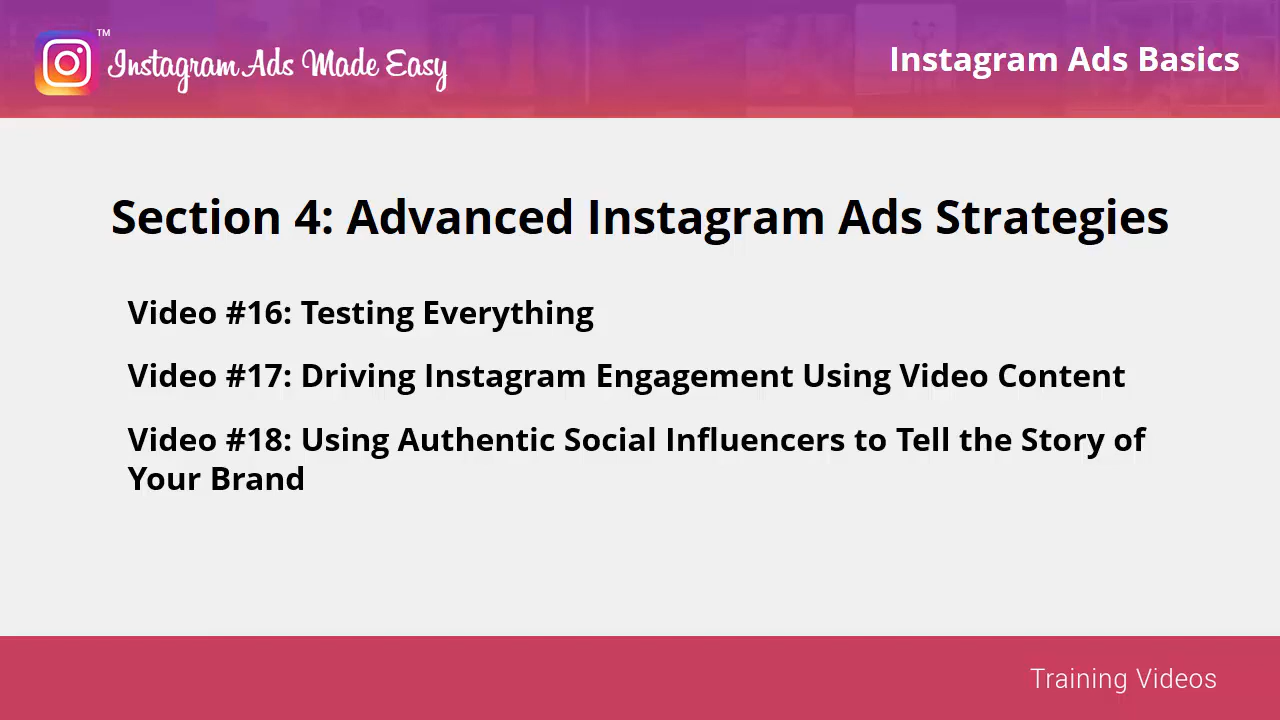 TM
Instagram Ads Made Easy
Instagram Ads Basics
Section 4: Advanced Instagram Ads Strategies
Video #16: Testing Everything
Video #17: Driving Instagram Engagement Using Video Content
Video #18: Using Authentic Social Influencers to Tell the Story of
Your Brand
Training Videos